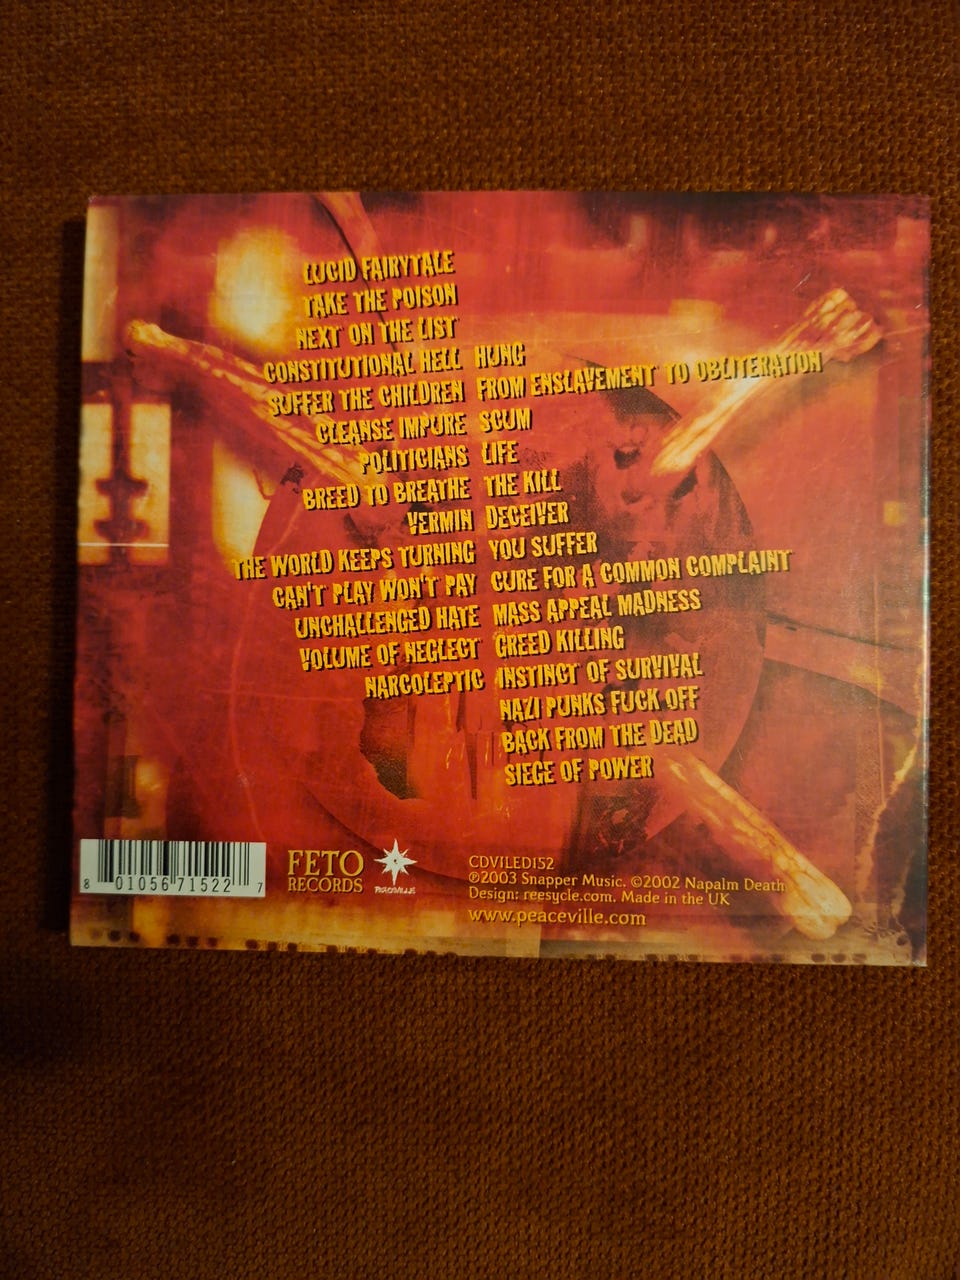 LUCID FAIRYTALE
TAKE THE POISON
NEXT ON THE LIST
CONSTITUTIONAL HELL
SUFFER THE CHILDREN
CLEANSE IMPURE
POLITICIANS
BREED TO BREATHE
VERMIN
THE WORLD KEEPS TURNING
CAN'T PLAY WON'T PAY
UNCHALLENGED HATE
VOLUME OF NEGLECT
NARCOLEPTIC
HUNG
FROM ENSLAVEMENT TO OBLITERATION
SCUM
LIFE
THE KILL
DECEIVER
YOU SUFFER
CURE FOR A COMMON COMPLAINT
MASS APPEAL MADNESS
GREED KILLING
INSTINCT OF SURVIVAL
NAZI PUNKS FUCK OFF
BACK FROM THE DEAD
SIEGE OF POWER
8 01056 71522 7
FETO
RECORDS
PEACEVILLE
CDVILED152
℗2003 Snapper Music. ©2002 Napalm Death
Design: reesycle.com. Made in the UK
www.peaceville.com